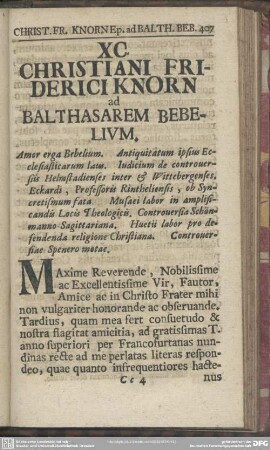 CHRIST. FR. KNORN Ep. ad BALTH. BEB. 407
XC.
CHRISTIANI FRI-
DERICI KNORN
ad
BALTHASAREM BEBE-
LIVM.
Amor erga Bebelium. Antiquitatum ipsius Ec-
clesiasticarum laus. Iudicium de controuer-
siis Helmstadienses inter & Wittebergenses.
Eckardi, Professoris Rinteliensis, ob Syn-
cretismum fata. Musaei labor in amplifi-
candis Locis Theologicis. Controuersia Schön-
manno-Sagittariana. Huetii labor pro de-
fendenda religione Christiana. Controuer-
siae Spenero motae.
Maxime Reverende, Nobilissime
ac Excellentissime Vir, Fautor,
Amice ac in Christo Frater mihi
non vulgariter honorande ac obseruande.
Tardius, quam mea fert consuetudo &
nostra flagitat amicitia, ad gratissimas T.
anno superiori per Francofurtanas nun-
dinas recte ad me perlatas literas respon-
deo, quae quanto infrequentiores hacte-
Cc 4 nus